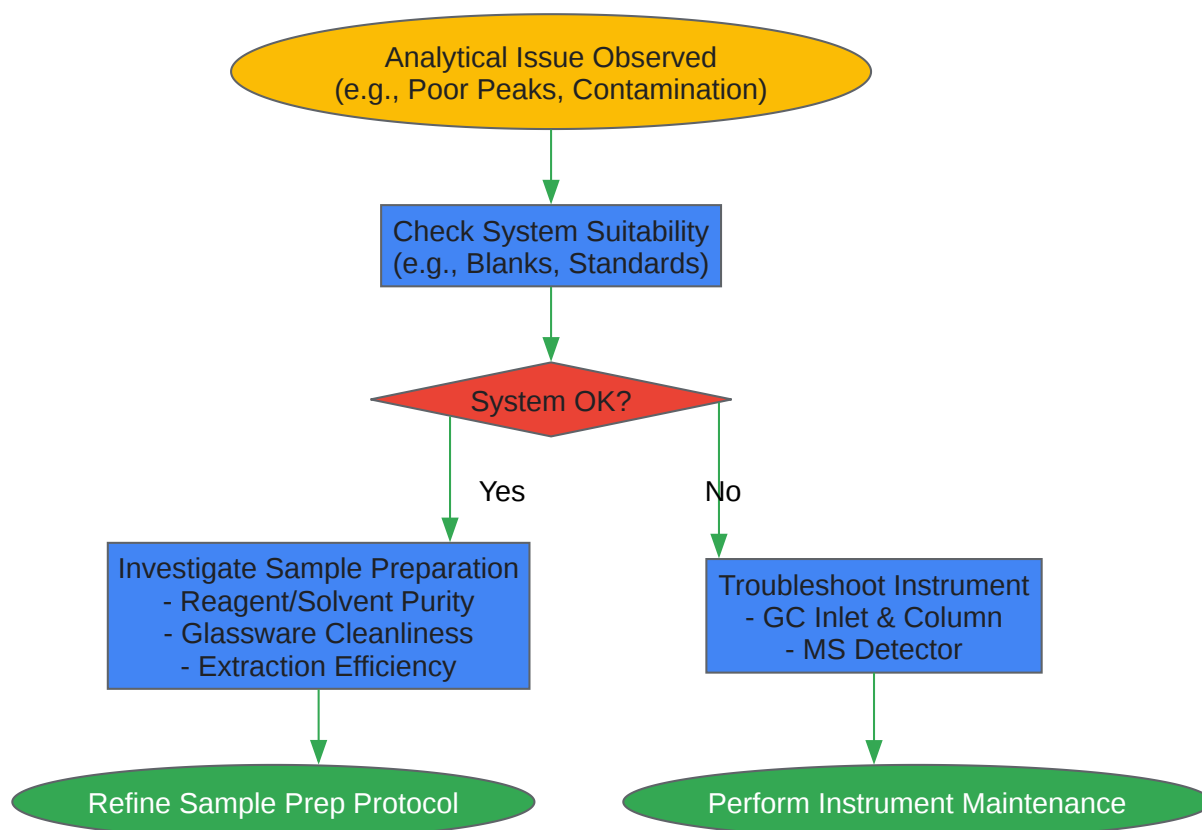 Analytical Issue Observed
(e.g., Poor Peaks, Contamination)
Check System Suitability
(e.g., Blanks, Standards)
System OK?
Yes
No
Investigate Sample Preparation
- Reagent/Solvent Purity
- Glassware Cleanliness
- Extraction Efficiency
Troubleshoot Instrument
- GC Inlet & Column
- MS Detector
Refine Sample Prep Protocol
Perform Instrument Maintenance